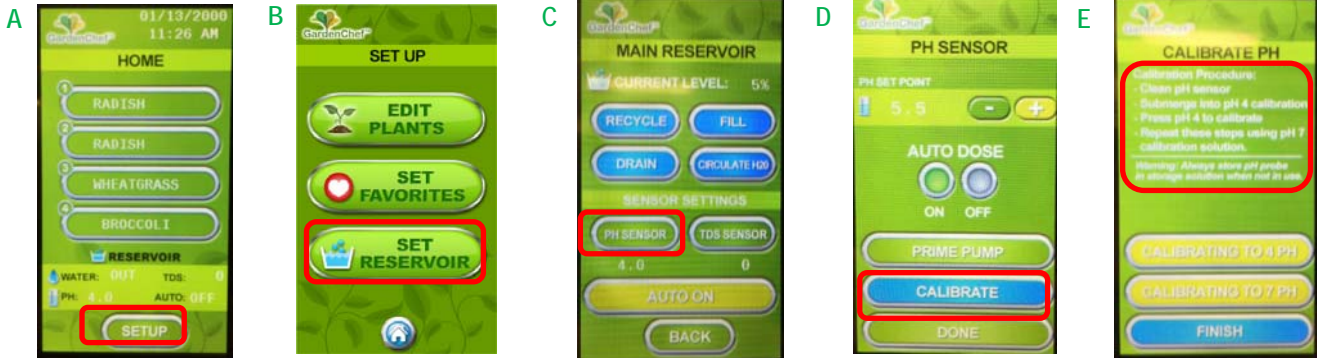 A
GardenChef™
01/13/2000
11:26 AM
HOME
1
RADISH
2
RADISH
3
WHEATGRASS
4
BROCCOLI
RESERVOIR
WATER: OUT TDS: 0
PH: 4.0 AUTO: OFF
SETUP
B
GardenChef™
SET UP
EDIT
PLANTS
SET
FAVORITES
SET
RESERVOIR
C
GardenChef™
MAIN RESERVOIR
CURRENT LEVEL: 5%
RECYCLE FILL
DRAIN CIRCULATE H20
SENSOR SETTINGS
PH SENSOR TDS SENSOR
4.0 0
AUTO ON
BACK
D
GardenChef™
PH SENSOR
PH SET POINT
5.5 - +
AUTO DOSE
ON OFF
PRIME PUMP
CALIBRATE
DONE
E
GardenChef™
CALIBRATE PH
Calibration Procedure:
- Clean pH sensor
- Submerge into pH 4 calibration
- Press pH 4 to calibrate
- Repeat these steps using pH 7
calibration solution.
Warning: Always store pH probe
in storage solution when not in use.
CALIBRATING TO 4 PH
CALIBRATING TO 7 PH
FINISH